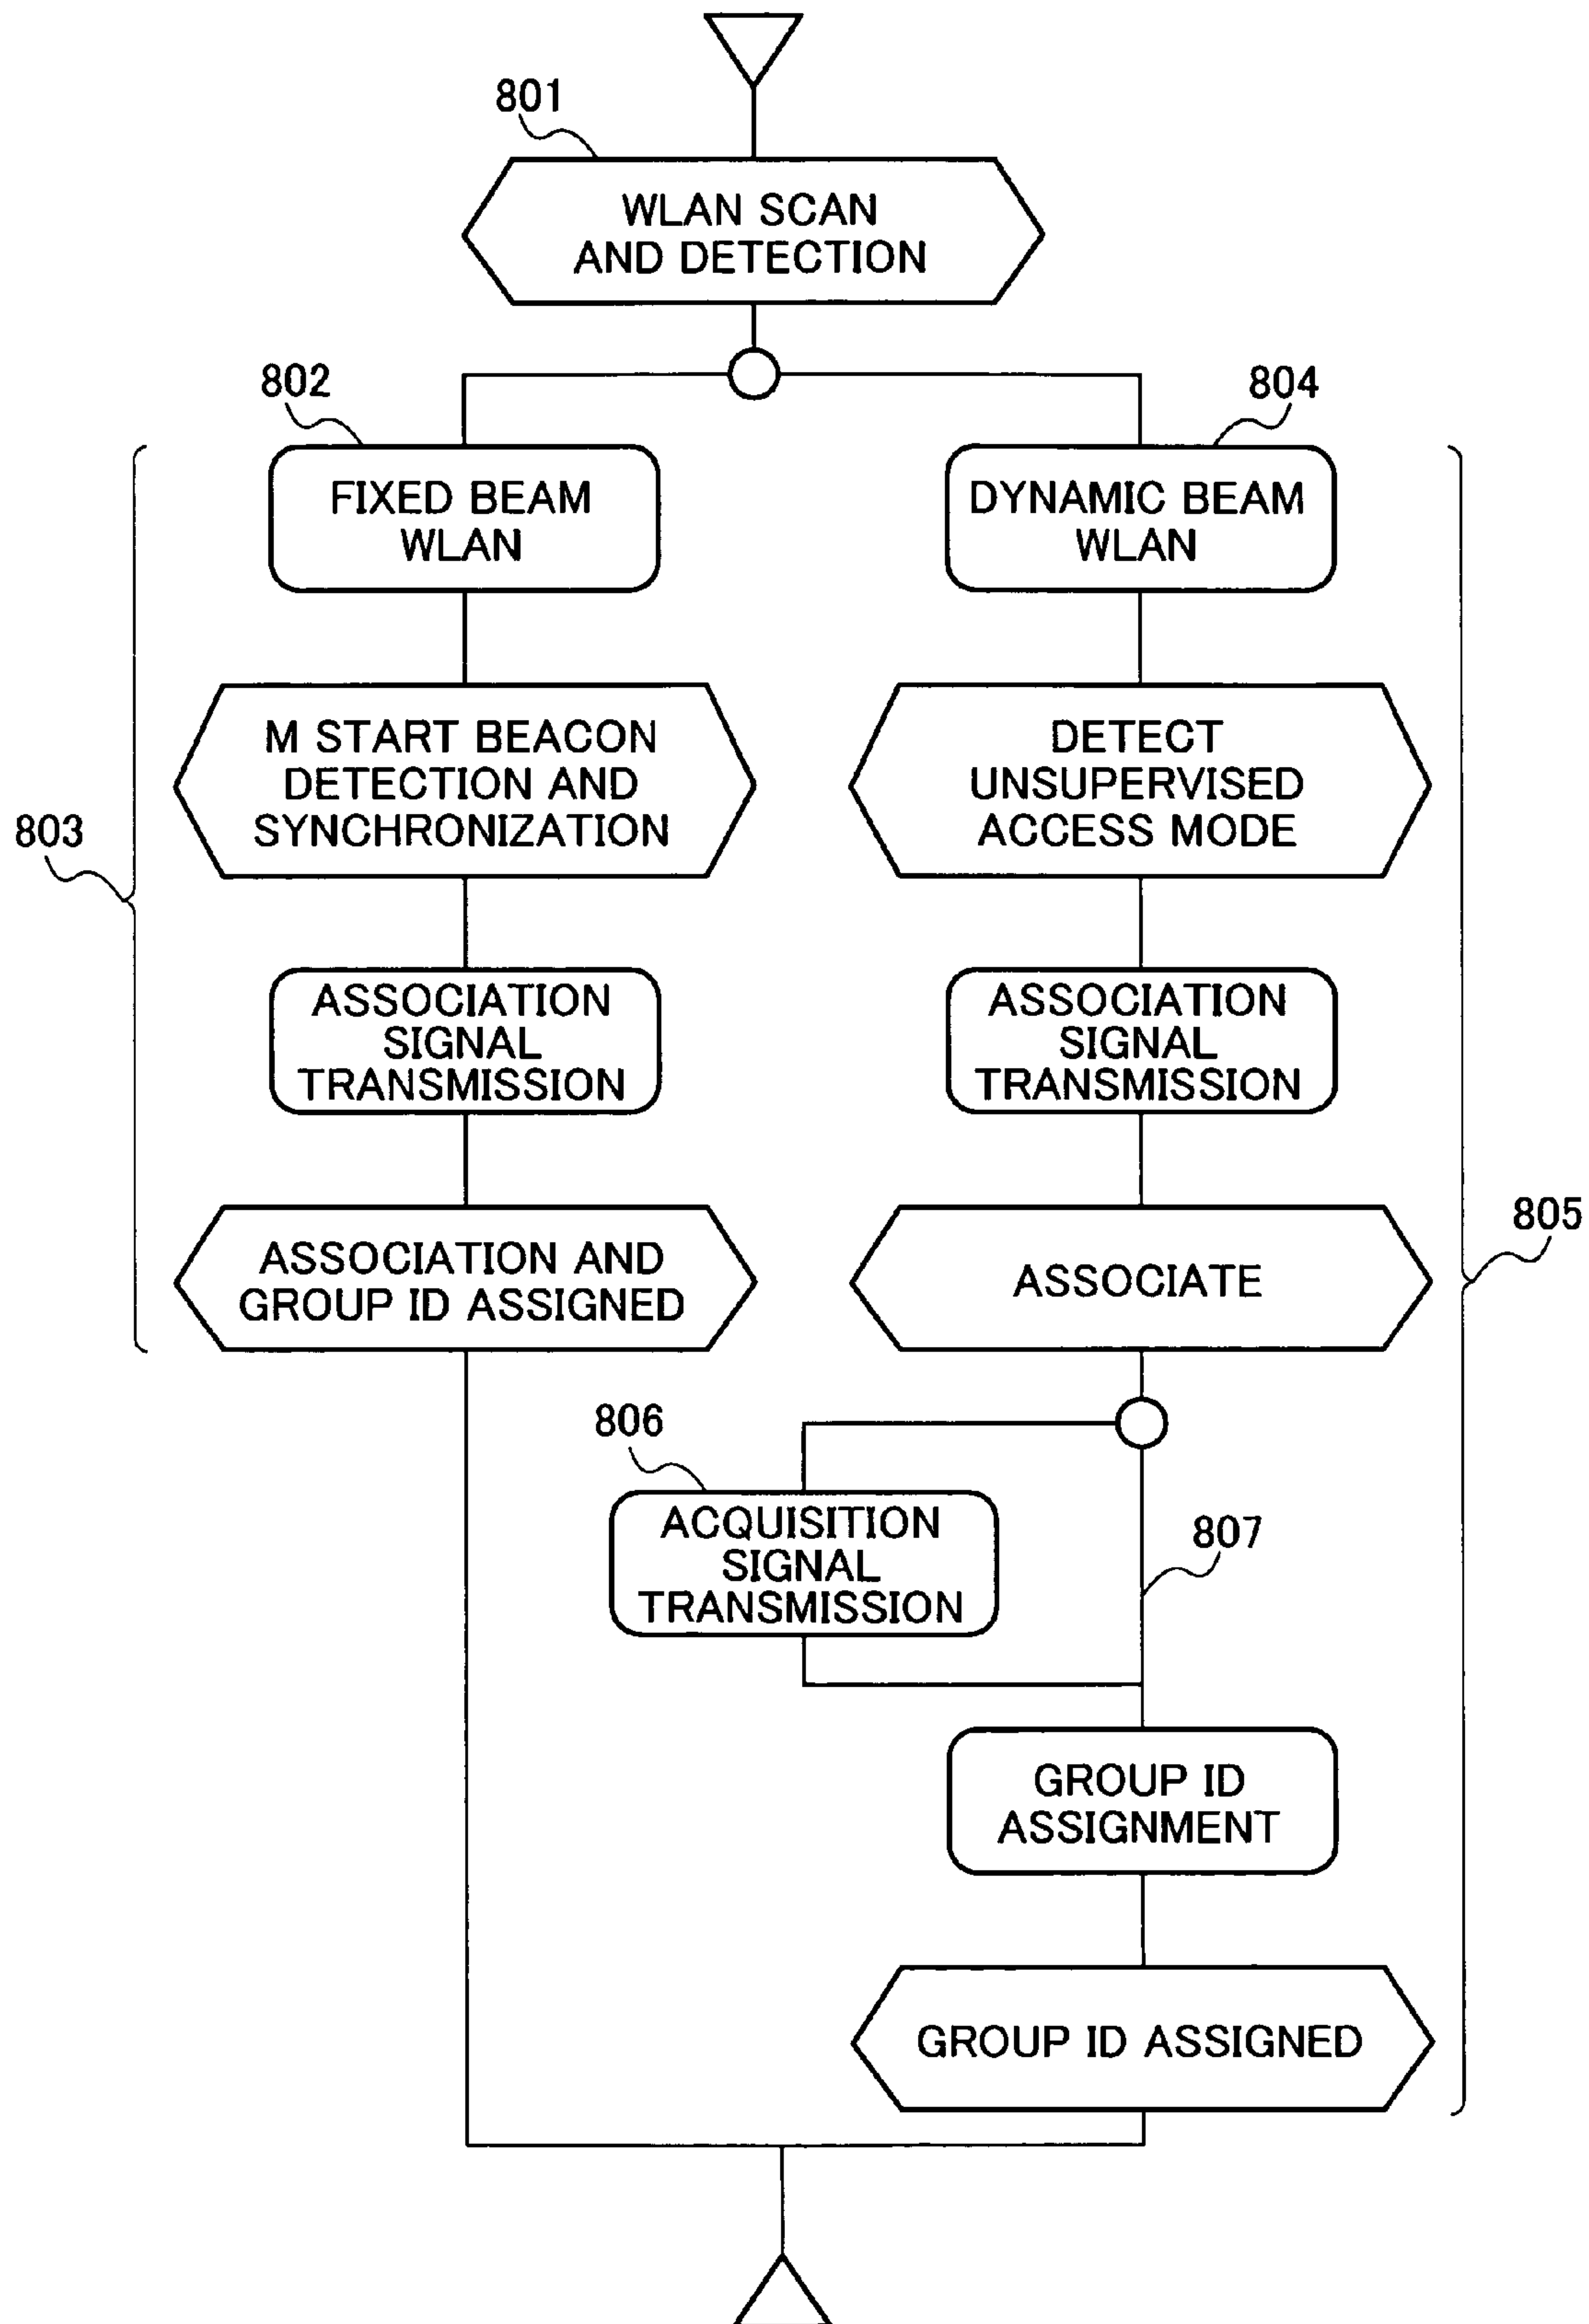 801
WLAN SCAN
AND DETECTION
802
804
FIXED BEAM
WLAN
DYNAMIC BEAM
WLAN
803
M START BEACON
DETECTION AND
SYNCHRONIZATION
DETECT
UNSUPERVISED
ACCESS MODE
ASSOCIATION
SIGNAL
TRANSMISSION
ASSOCIATION
SIGNAL
TRANSMISSION
805
ASSOCIATION AND
GROUP ID ASSIGNED
ASSOCIATE
806
ACQUISITION
SIGNAL
TRANSMISSION
807
GROUP ID
ASSIGNMENT
GROUP ID ASSIGNED